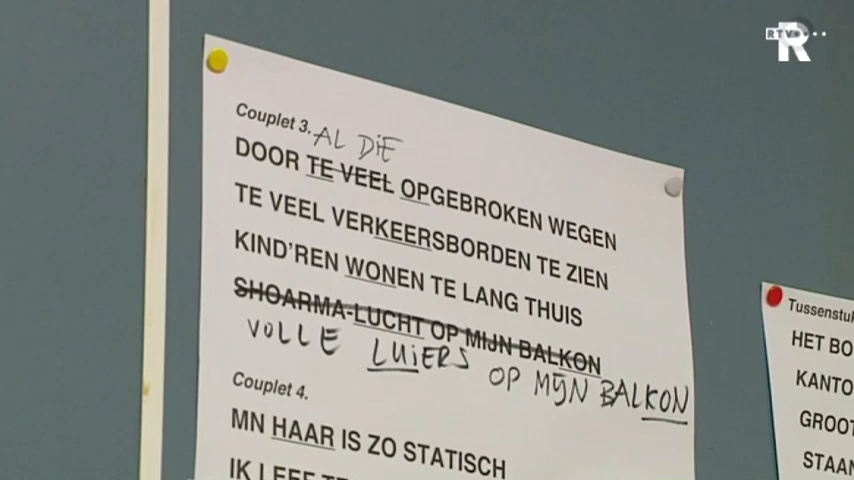 RTV R
Couplet 3. AL DIE
DOOR TE VEEL OPGEBROKEN WEGEN
TE VEEL VERKEERSBORDEN TE ZIEN
KIND'REN WONEN TE LANG THUIS
SHOARMA-LUCHT OP MIJN BALKON
VOLLE LUIERS OP MIJN BALKON
Couplet 4.
MN HAAR IS ZO STATISCH
IK LEEF
Tussenstuk
HET BO
KANTO
GROOT
STAAN